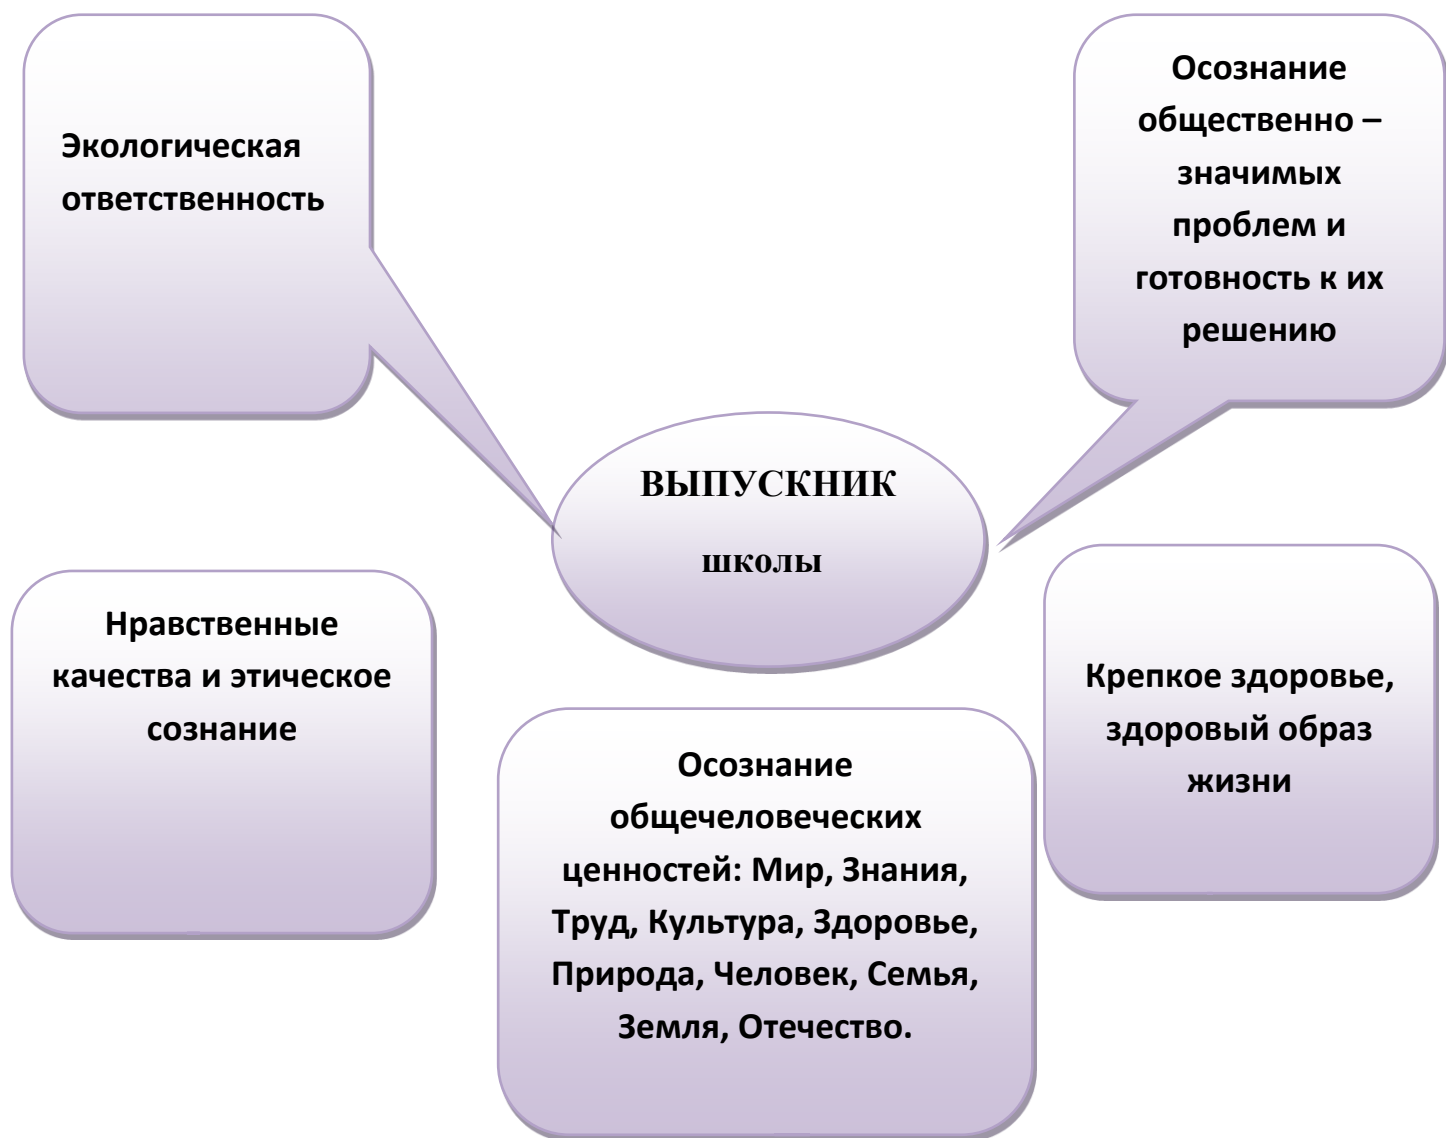 Экологическая
ответственность
Осознание
общественно –
значимых
проблем и
готовность к их
решению
ВЫПУСКНИК
школы
Нравственные
качества и этическое
сознание
Осознание
общечеловеческих
ценностей: Мир, Знания,
Труд, Культура, Здоровье,
Природа, Человек, Семья,
Земля, Отечество.
Крепкое здоровье,
здоровый образ
жизни